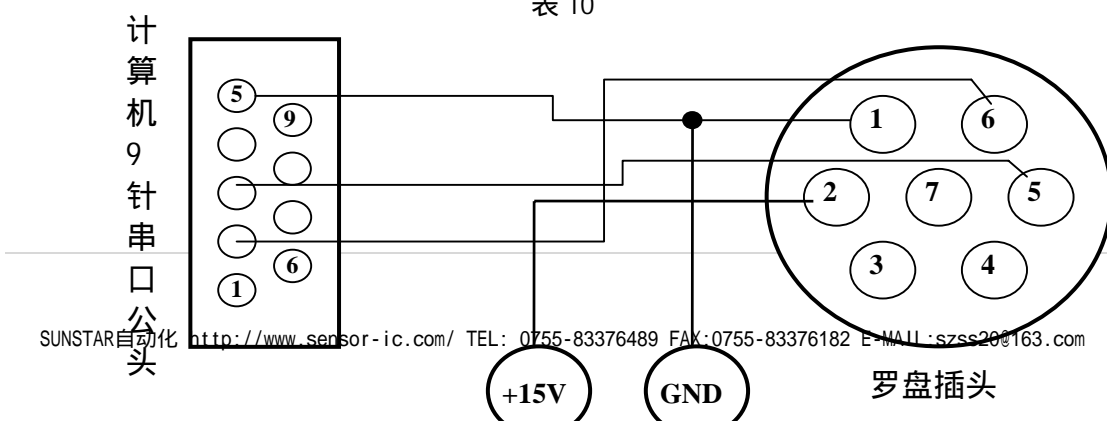 表 10
计
算
机
9
针
串
口
公
头
5
9
6
1
1
6
2
7
5
3
4
SUNSTAR自动化 http://www.sensor-ic.com/ TEL: 0755-83376489 FAX:0755-83376182 E-MAIL:szss20@163.com
+15V
GND
罗盘插头